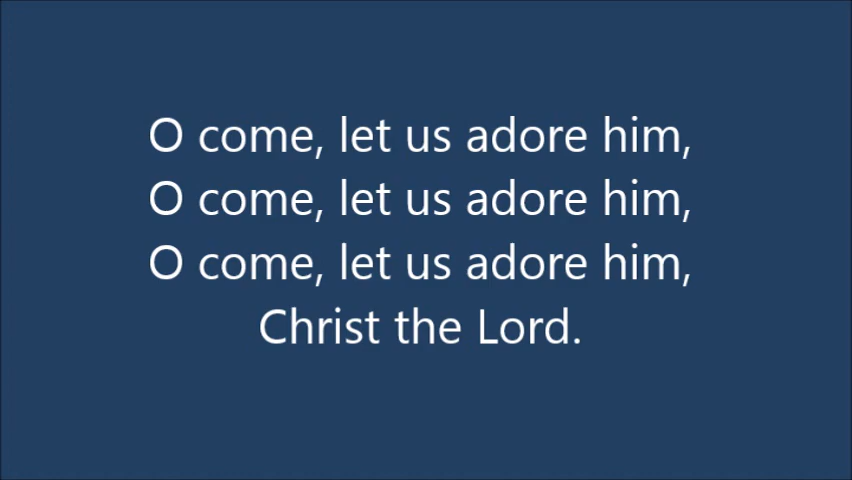 O come, let us adore him,
O come, let us adore him,
O come, let us adore him,
Christ the Lord.